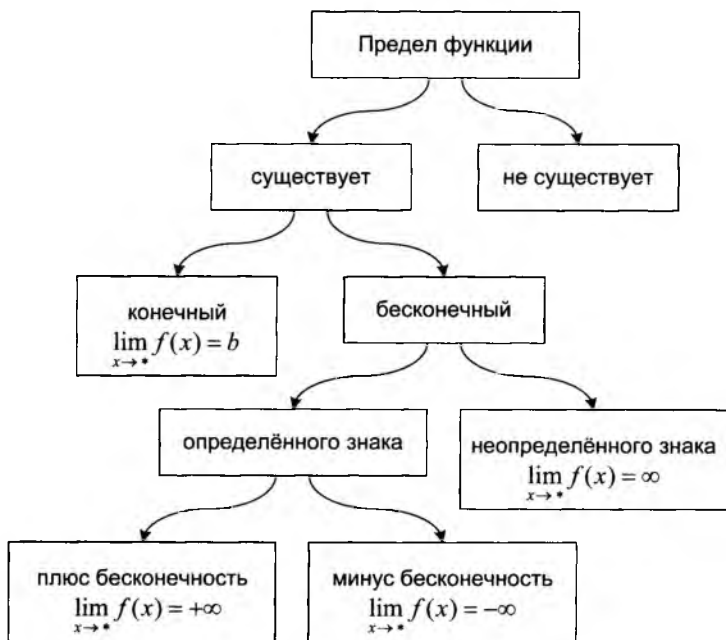 Предел функции
существует
не существует
конечный
lim f(x) = b
x→*
бесконечный
определённого знака
неопределённого знака
lim f(x) = ∞
x→*
плюс бесконечность
lim f(x) = +∞
x→*
минус бесконечность
lim f(x) = −∞
x→*